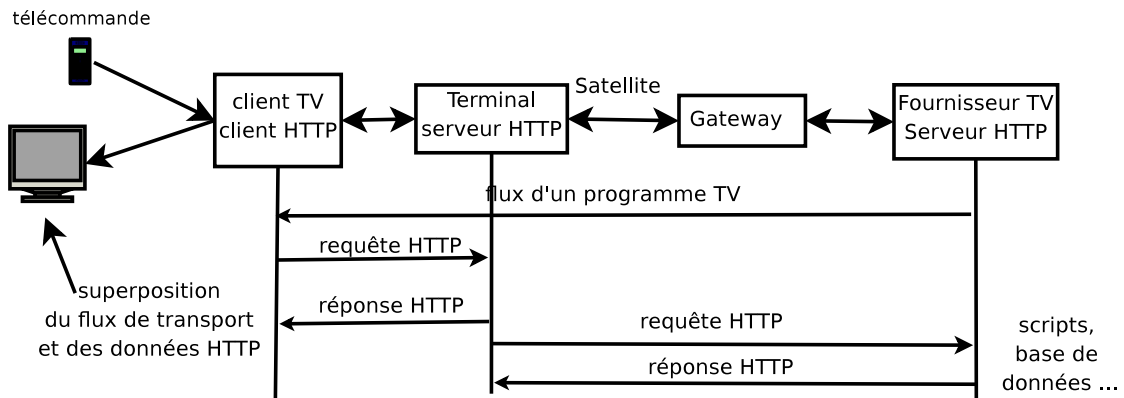 télécommande
client TV
client HTTP
Terminal
serveur HTTP
Satellite
Gateway
Fournisseur TV
Serveur HTTP
flux d'un programme TV
requête HTTP
réponse HTTP
requête HTTP
réponse HTTP
superposition
du flux de transport
et des données HTTP
scripts,
base de
données ...